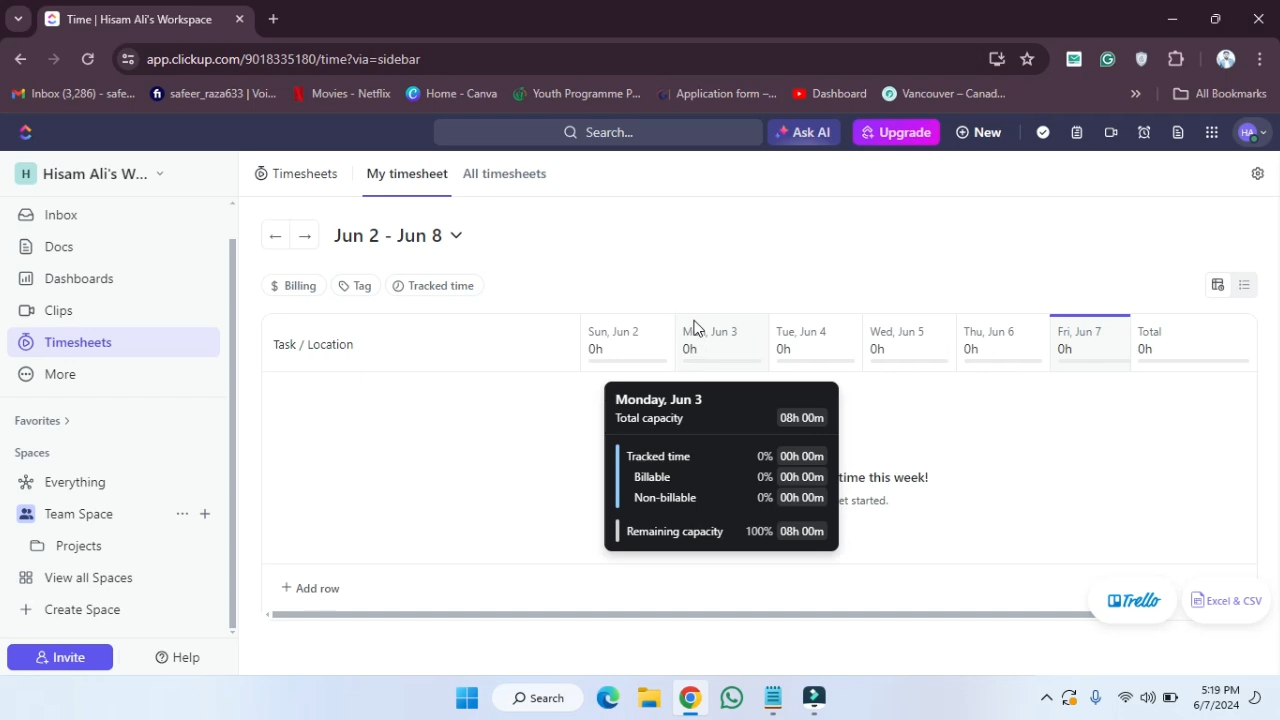 Time | Hisam Ali's Workspace
app.clickup.com/9018335180/time?via=sidebar
Inbox (3,286) - safe...
safeer_raza633 | Voi...
Movies - Netflix
Home - Canva
Youth Programme P...
Application form –...
Dashboard
Vancouver – Canad...
All Bookmarks
Search...
Ask AI
Upgrade
New
HA
H Hisam Ali's W...
Timesheets
My timesheet
All timesheets
Inbox
Docs
Dashboards
Clips
Timesheets
More
Favorites
Spaces
Everything
Team Space
Projects
View all Spaces
Create Space
Invite
Help
Jun 2 - Jun 8
$ Billing
Tag
Tracked time
Task / Location
Sun, Jun 2
0h
Jun 3
0h
Tue, Jun 4
0h
Wed, Jun 5
0h
Thu, Jun 6
0h
Fri, Jun 7
0h
Total
0h
Monday, Jun 3
Total capacity 08h 00m
Tracked time 0% 00h 00m
Billable 0% 00h 00m
Non-billable 0% 00h 00m
Remaining capacity 100% 08h 00m
time this week!
et started.
+ Add row
Trello
Excel & CSV
Search
5:19 PM
6/7/2024